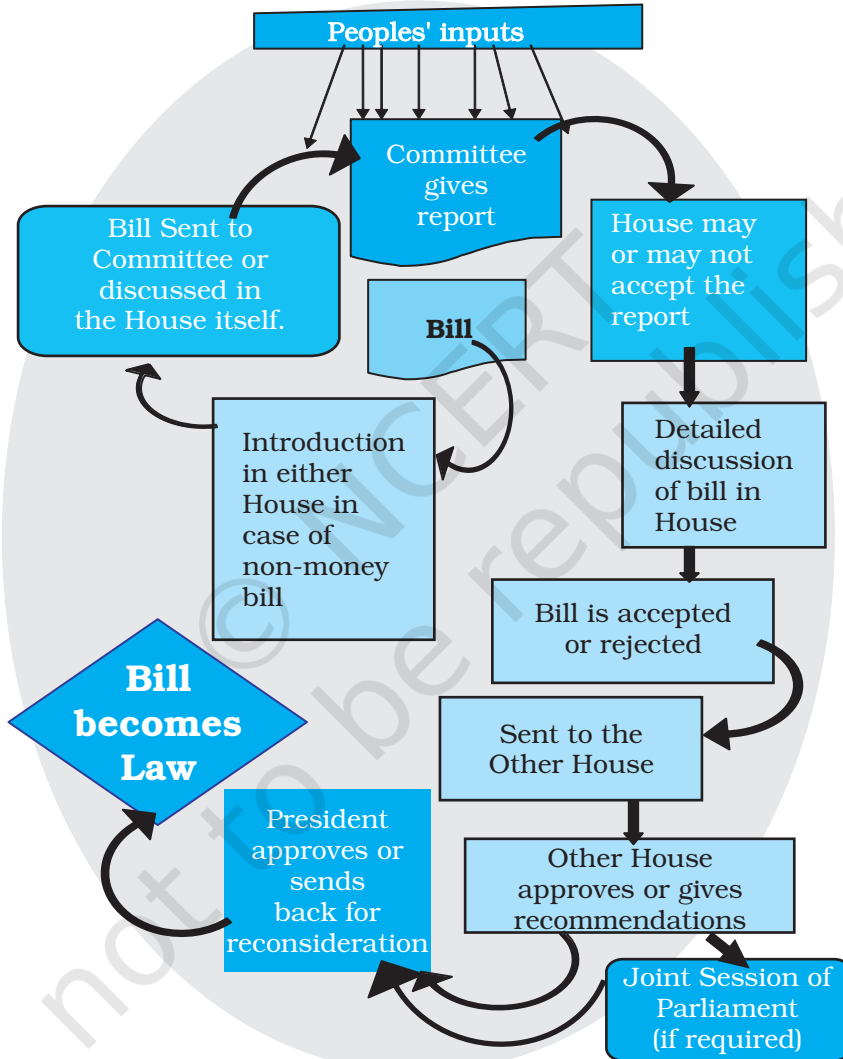 Peoples' inputs
Committee
gives
report
Bill Sent to
Committee or
discussed in
the House itself.
House may
or may not
accept the
report
Bill
Introduction
in either
House in
case of
non-money
bill
Detailed
discussion
of bill in
House
Bill is accepted
or rejected
Sent to the
Other House
Other House
approves or gives
recommendations
Joint Session of
Parliament
(if required)
President
approves or
sends
back for
reconsideration
Bill
becomes
Law
© NCERT
not to be republish